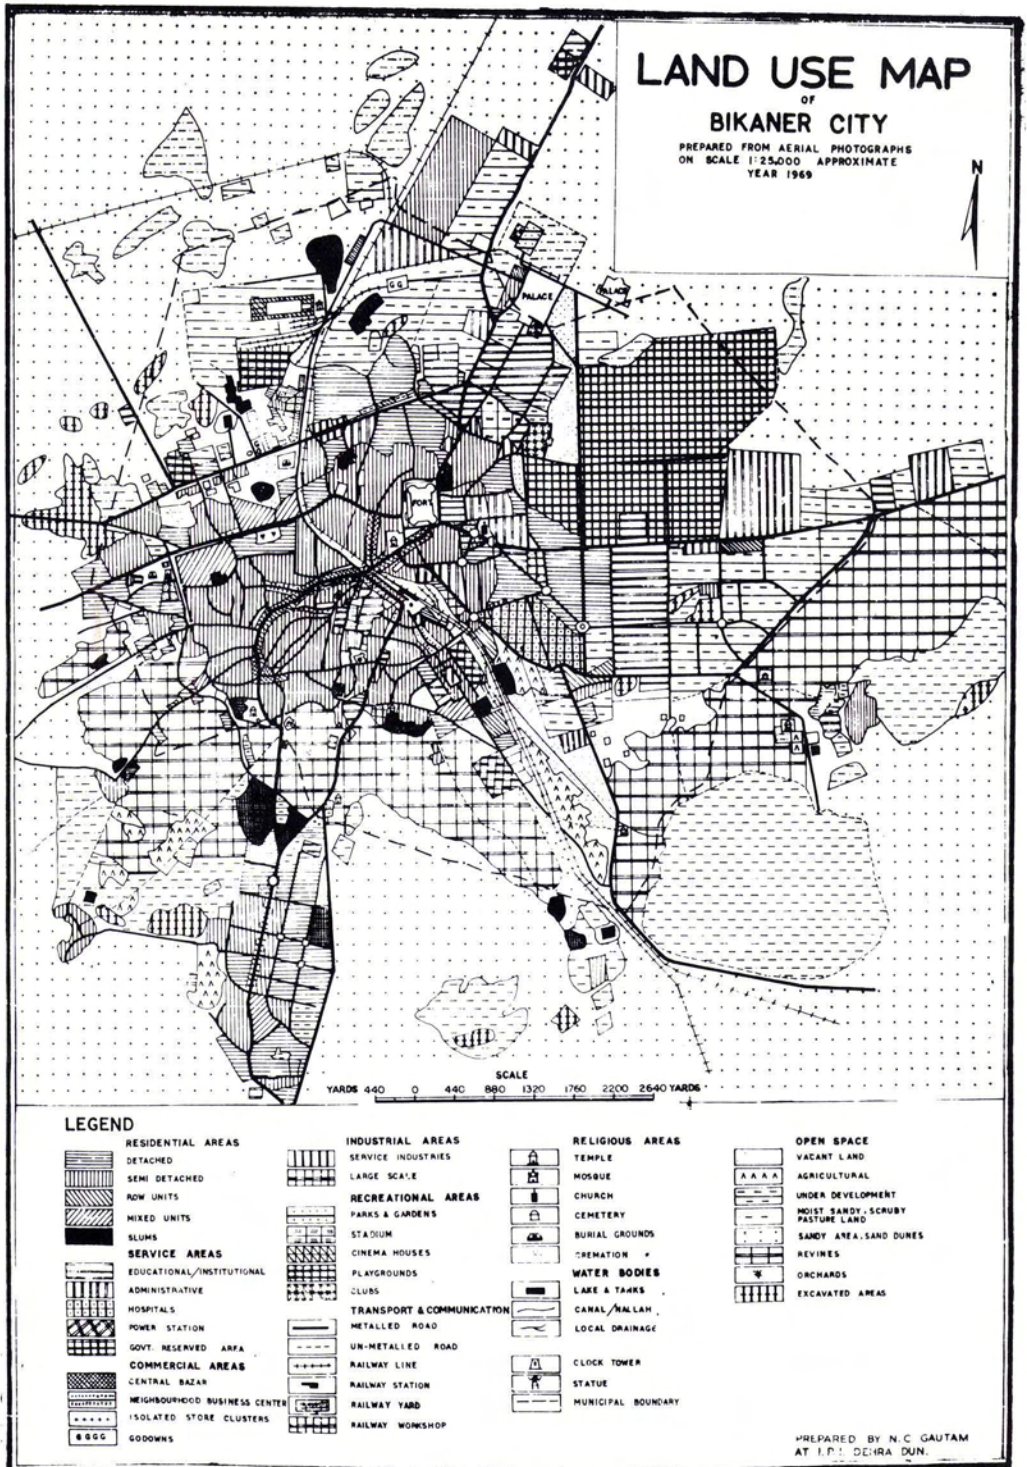 LAND USE MAP
OF
BIKANER CITY
PREPARED FROM AERIAL PHOTOGRAPHS
ON SCALE 1:25,000 APPROXIMATE
YEAR 1969
N
GG
PALACE
PALACE
FORT
SCALE
YARDS 440 0 440 880 1320 1760 2200 2640 YARDS
LEGEND
RESIDENTIAL AREAS
DETACHED
SEMI DETACHED
ROW UNITS
MIXED UNITS
SLUMS
SERVICE AREAS
EDUCATIONAL/INSTITUTIONAL
ADMINISTRATIVE
HOSPITALS
POWER STATION
GOVT. RESERVED AREA
COMMERCIAL AREAS
CENTRAL BAZAR
NEIGHBOURHOOD BUSINESS CENTER
ISOLATED STORE CLUSTERS
GGG GODOWNS
INDUSTRIAL AREAS
SERVICE INDUSTRIES
LARGE SCALE
RECREATIONAL AREAS
PARKS & GARDENS
STADIUM
CINEMA HOUSES
PLAYGROUNDS
CLUBS
TRANSPORT & COMMUNICATION
METALLED ROAD
UN-METALLED ROAD
RAILWAY LINE
RAILWAY STATION
RAILWAY YARD
RAILWAY WORKSHOP
RELIGIOUS AREAS
TEMPLE
MOSQUE
CHURCH
CEMETERY
BURIAL GROUNDS
CREMATION "
WATER BODIES
LAKE & TANKS
CANAL/NALLAH
LOCAL DRAINAGE
CLOCK TOWER
STATUE
MUNICIPAL BOUNDARY
OPEN SPACE
VACANT LAND
AGRICULTURAL
UNDER DEVELOPMENT
MOIST SANDY, SCRUBY
PASTURE LAND
SANDY AREA, SAND DUNES
REVINES
ORCHARDS
EXCAVATED AREAS
PREPARED BY N.C GAUTAM
AT I.P.I. DEHRA DUN.